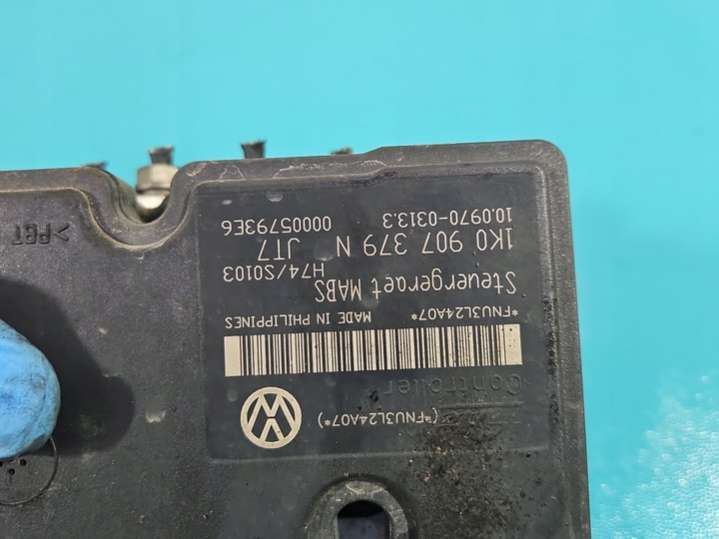 (*FNU3L24A07*)
Controller
*FNU3L24A07* MADE IN PHILIPPINES
Steuergeraet MABS H74/S0103
1K0 907 379 N JT7
10.0970-0313.3 00005793E6
>PBT